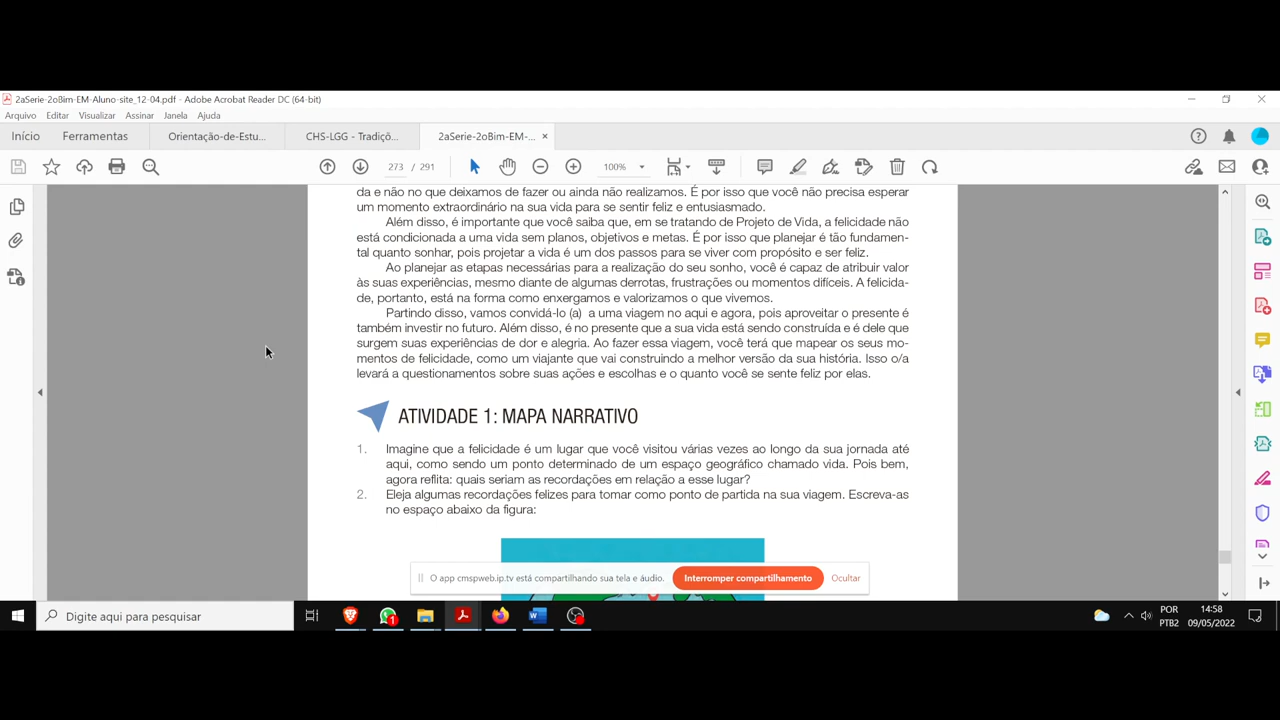 2aSerie-2oBim-EM-Aluno-site_12-04.pdf - Adobe Acrobat Reader DC (64-bit)
Arquivo Editar Visualizar Assinar Janela Ajuda
Início Ferramentas Orientação-de-Estu... CHS-LGG - Tradiçõ... 2aSerie-2oBim-EM-... ×
273 / 291 100%
da e não no que deixamos de fazer ou ainda não realizamos. É por isso que você não precisa esperar
um momento extraordinário na sua vida para se sentir feliz e entusiasmado.
Além disso, é importante que você saiba que, em se tratando de Projeto de Vida, a felicidade não
está condicionada a uma vida sem planos, objetivos e metas. É por isso que planejar é tão fundamen-
tal quanto sonhar, pois projetar a vida é um dos passos para se viver com propósito e ser feliz.
Ao planejar as etapas necessárias para a realização do seu sonho, você é capaz de atribuir valor
às suas experiências, mesmo diante de algumas derrotas, frustrações ou momentos difíceis. A felicida-
de, portanto, está na forma como enxergamos e valorizamos o que vivemos.
Partindo disso, vamos convidá-lo (a) a uma viagem no aqui e agora, pois aproveitar o presente é
também investir no futuro. Além disso, é no presente que a sua vida está sendo construída e é dele que
surgem suas experiências de dor e alegria. Ao fazer essa viagem, você terá que mapear os seus mo-
mentos de felicidade, como um viajante que vai construindo a melhor versão da sua história. Isso o/a
levará a questionamentos sobre suas ações e escolhas e o quanto você se sente feliz por elas.
ATIVIDADE 1: MAPA NARRATIVO
1. Imagine que a felicidade é um lugar que você visitou várias vezes ao longo da sua jornada até
aqui, como sendo um ponto determinado de um espaço geográfico chamado vida. Pois bem,
agora reflita: quais seriam as recordações em relação a esse lugar?
2. Eleja algumas recordações felizes para tomar como ponto de partida na sua viagem. Escreva-as
no espaço abaixo da figura:
O app cmspweb.ip.tv está compartilhando sua tela e áudio. Interromper compartilhamento Ocultar
Digite aqui para pesquisar
POR 14:58
PTB2 09/05/2022